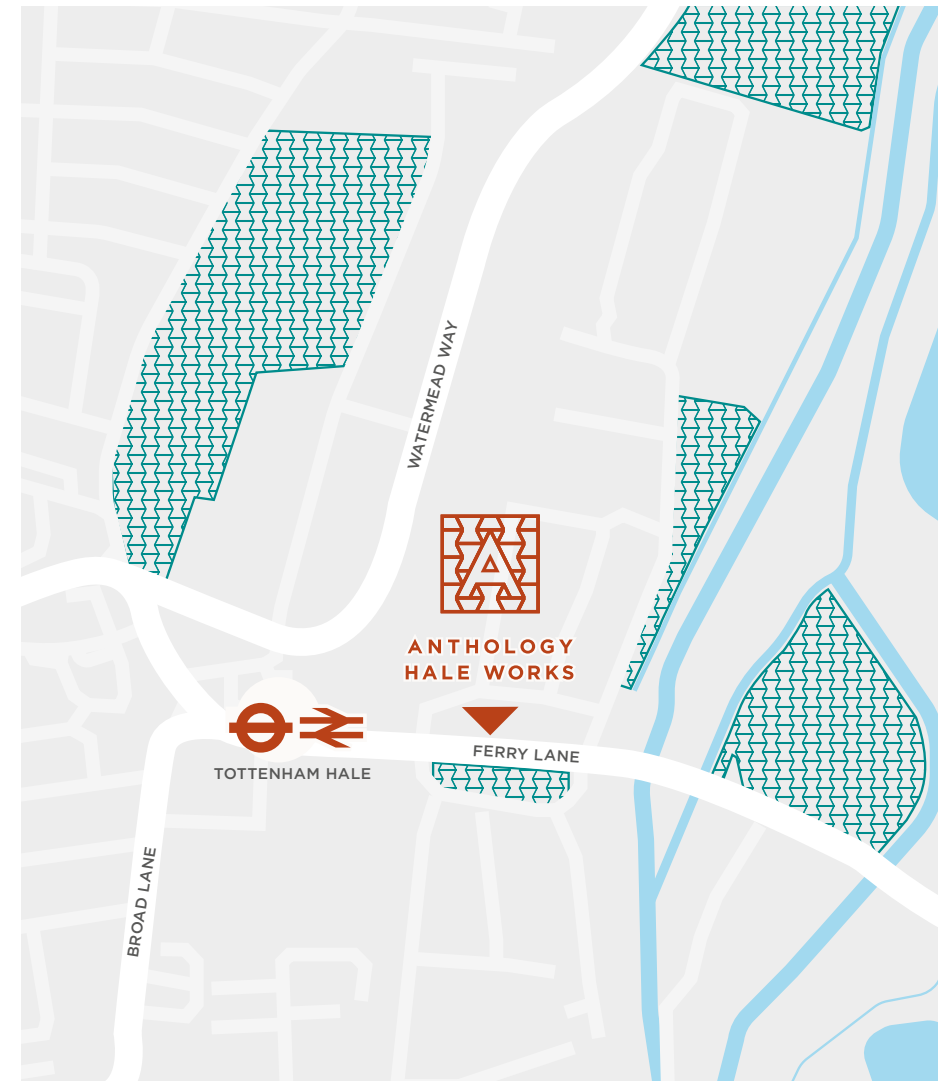 WATERMEAD WAY
A
ANTHOLOGY
HALE WORKS
FERRY LANE
TOTTENHAM HALE
BROAD LANE